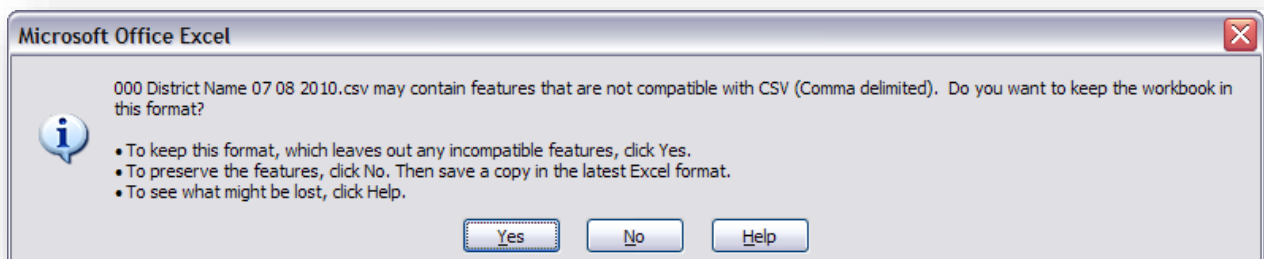 Microsoft Office Excel
000 District Name 07 08 2010.csv may contain features that are not compatible with CSV (Comma delimited).  Do you want to keep the workbook in
this format?
• To keep this format, which leaves out any incompatible features, click Yes.
• To preserve the features, click No. Then save a copy in the latest Excel format.
• To see what might be lost, click Help.
Yes No Help